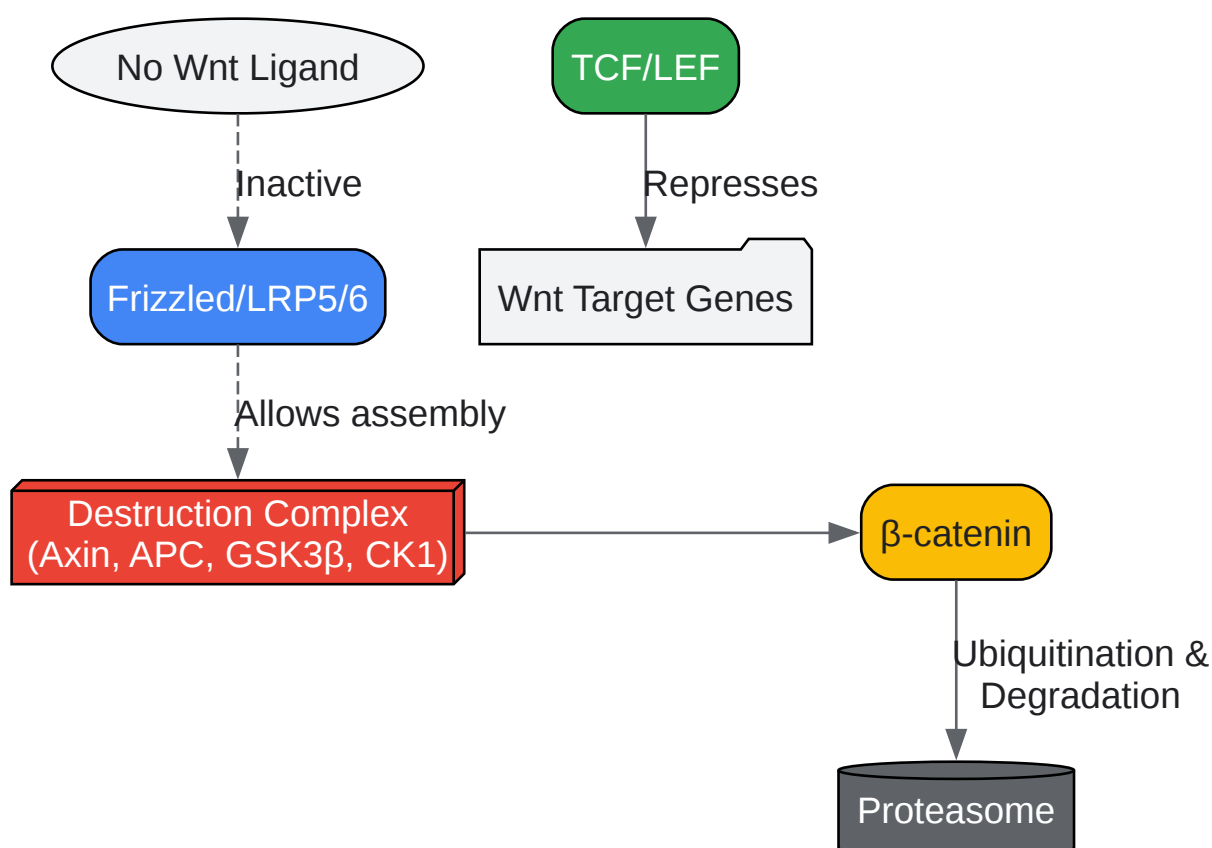 No Wnt Ligand
TCF/LEF
Inactive
Represses
Frizzled/LRP5/6
Wnt Target Genes
Allows assembly
Destruction Complex
(Axin, APC, GSK3β, CK1)
β-catenin
Ubiquitination &
Degradation
Proteasome